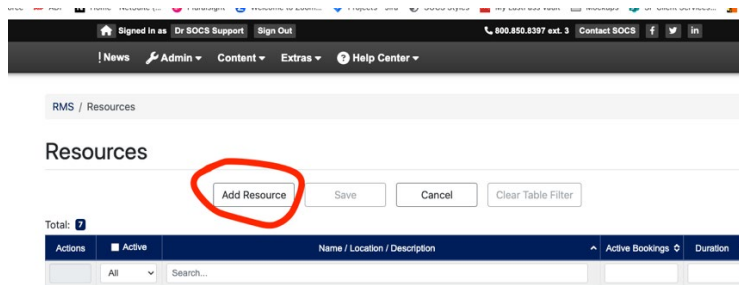 Signed in as Dr SOCS Support Sign Out 800.850.8397 ext. 3 Contact SOCS f in
! News Admin Content Extras ? Help Center
RMS / Resources
Resources
Add Resource Save Cancel Clear Table Filter
Total: 7
Actions Active Name / Location / Description Active Bookings Duration
All Search...